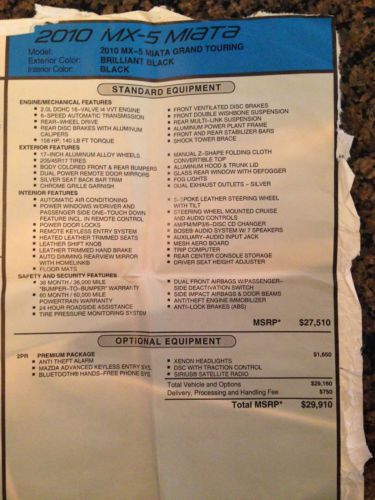 2010 MX-5 MIATA
Model: 2010 MX-5 MIATA GRAND TOURING
Exterior Color: BRILLIANT BLACK
Interior Color: BLACK
STANDARD EQUIPMENT
ENGINE/MECHANICAL FEATURES
2.0L DOHC 16-VALVE I4 VVT ENGINE
6-SPEED AUTOMATIC TRANSMISSION
REAR-WHEEL DRIVE
REAR DISC BRAKES WITH ALUMINUM
CALIPERS
158 HP; 140 LB FT TORQUE
FRONT VENTILATED DISC BRAKES
FRONT DOUBLE WISHBONE SUSPENSION
REAR MULTI-LINK SUSPENSION
ALUMINUM POWER PLANT FRAME
FRONT AND REAR STABILIZER BARS
SHOCK TOWER BRACE
EXTERIOR FEATURES
17-INCH ALUMINUM ALLOY WHEELS
205/45R17 TIRES
BODY COLORED FRONT & REAR BUMPERS
DUAL POWER REMOTE DOOR MIRRORS
SILVER SEAT BACK BAR TRIM
CHROME GRILLE GARNISH
MANUAL Z-SHAPE FOLDING CLOTH
CONVERTIBLE TOP
ALUMINUM HOOD & TRUNK LID
GLASS REAR WINDOW WITH DEFOGGER
FOG LIGHTS
DUAL EXHAUST OUTLETS - SILVER
INTERIOR FEATURES
AUTOMATIC AIR CONDITIONING
POWER WINDOWS W/DRIVER AND
PASSENGER SIDE ONE-TOUCH DOWN
FEATURE INCL. IN REMOTE CONTROL
POWER DOOR LOCKS
REMOTE KEYLESS ENTRY SYSTEM
HEATED LEATHER TRIMMED SEATS
LEATHER SHIFT KNOB
LEATHER TRIMMED HAND BRAKE
AUTO DIMMING REARVIEW MIRROR
WITH HOMELINK®
FLOOR MATS
3-SPOKE LEATHER STEERING WHEEL
WITH TILT
STEERING WHEEL MOUNTED CRUISE
AND AUDIO CONTROLS
AM/FM/MP3/6-DISC CD CHANGER
BOSE® AUDIO SYSTEM W/ 7 SPEAKERS
AUXILIARY-AUDIO INPUT JACK
MESH AERO BOARD
TRIP COMPUTER
REAR CENTER CONSOLE STORAGE
DRIVER SEAT HEIGHT ADJUSTER
SAFETY AND SECURITY FEATURES
36 MONTH / 36,000 MILE
"BUMPER-TO-BUMPER" WARRANTY
60 MONTH / 60,000 MILE
POWERTRAIN WARRANTY
24 HOUR ROADSIDE ASSISTANCE
TIRE PRESSURE MONITORING SYSTEM
DUAL FRONT AIRBAGS W/PASSENGER-
SIDE DEACTIVATION SWITCH
SIDE IMPACT AIRBAGS & DOOR BEAMS
ANTITHEFT ENGINE IMMOBILIZER
ANTI-LOCK BRAKES (ABS)
MSRP* $27,510
OPTIONAL EQUIPMENT
2PR PREMIUM PACKAGE $1,650
ANTI THEFT ALARM
MAZDA ADVANCED KEYLESS ENTRY SYS.
BLUETOOTH® HANDS-FREE PHONE SYS.
XENON HEADLIGHTS
DSC WITH TRACTION CONTROL
SIRIUS® SATELLITE RADIO
Total Vehicle and Options $29,160
Delivery, Processing and Handling Fee $750
Total MSRP* $29,910